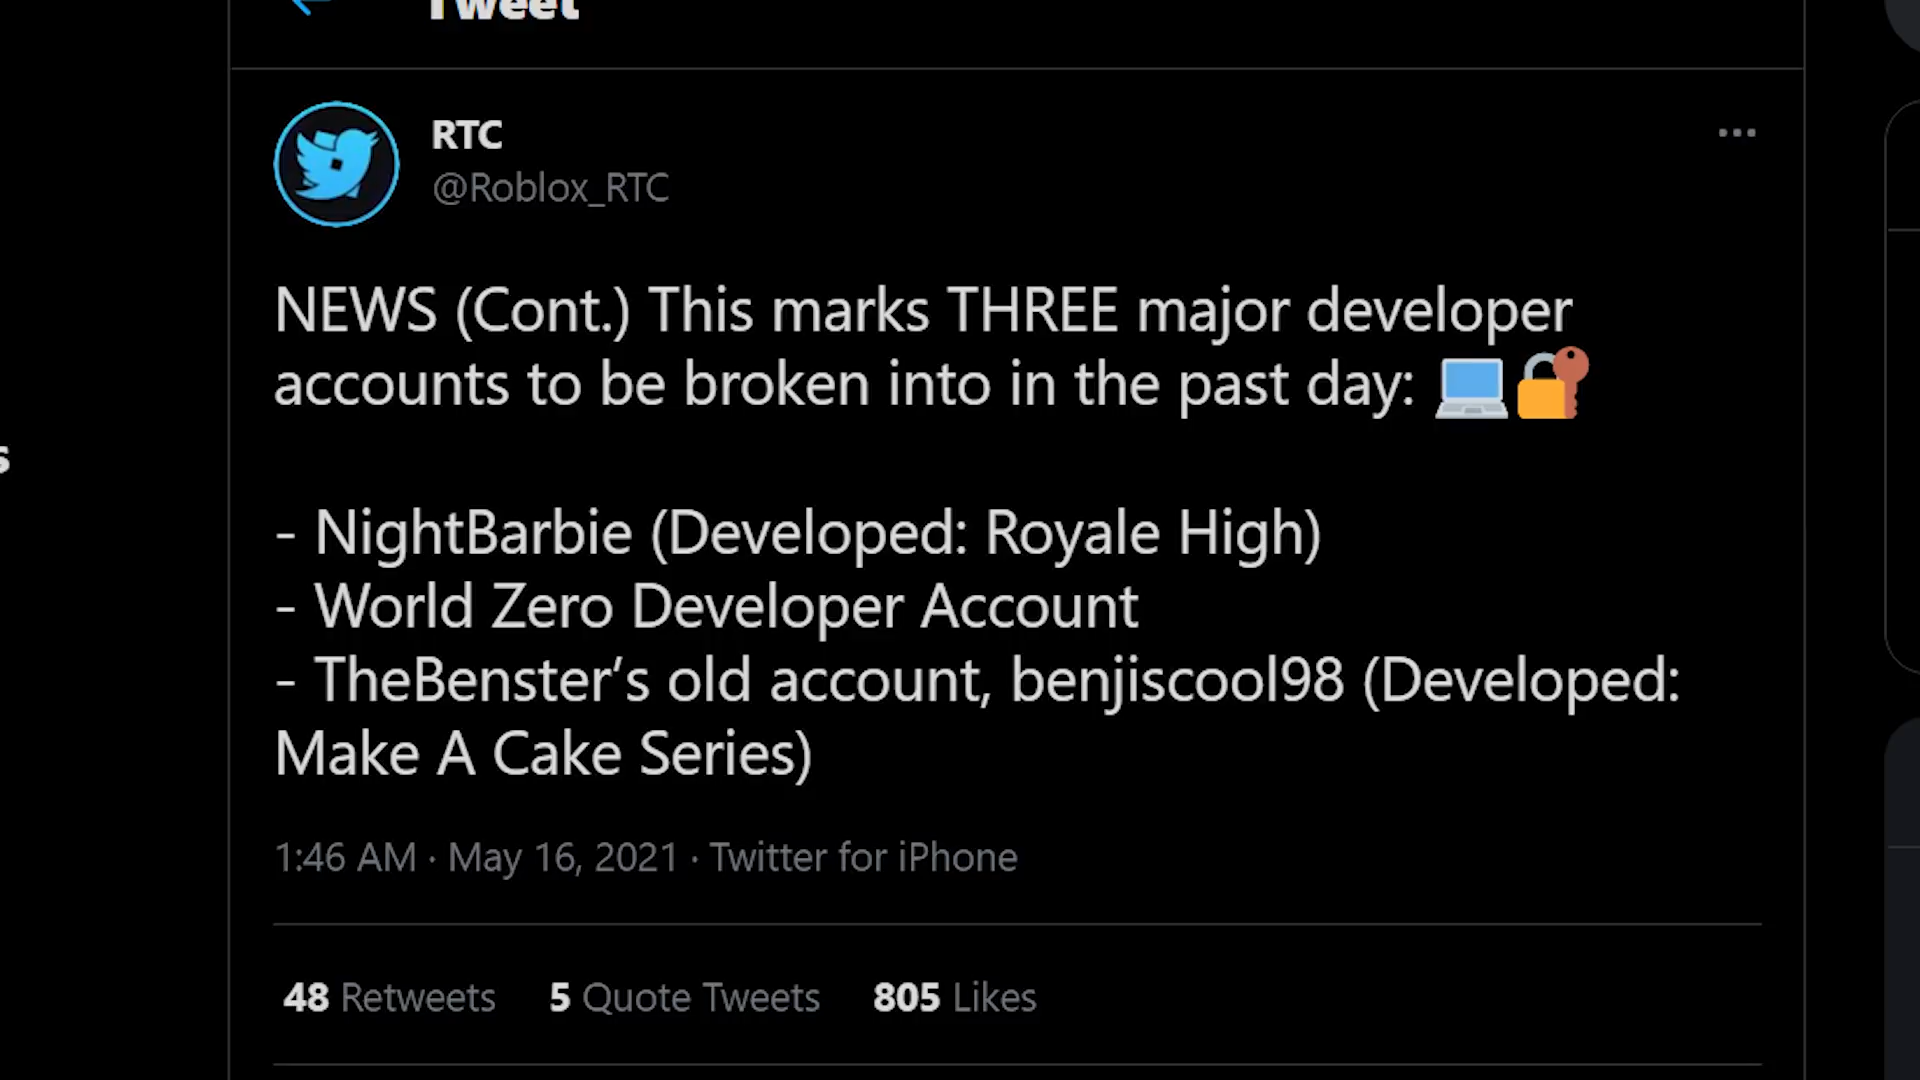 Tweet
RTC
@Roblox_RTC
NEWS (Cont.) This marks THREE major developer
accounts to be broken into in the past day: 💻🔐
- NightBarbie (Developed: Royale High)
- World Zero Developer Account
- TheBenster’s old account, benjiscool98 (Developed:
Make A Cake Series)
1:46 AM · May 16, 2021 · Twitter for iPhone
48 Retweets 5 Quote Tweets 805 Likes